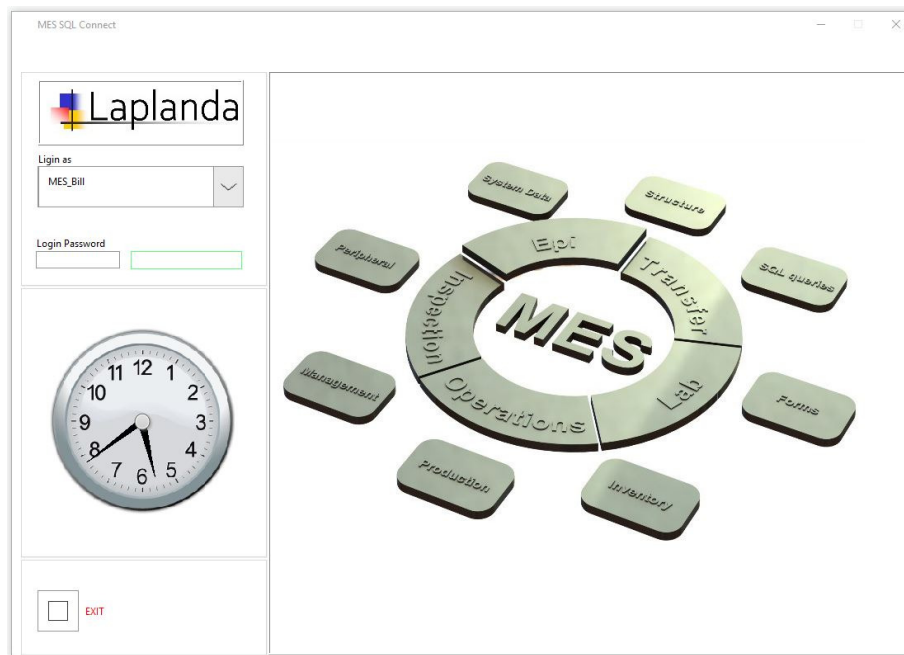 MES SQL Connect
Laplanda
Ligin as
MES_Bill
Login Password
12
1
2
3
4
5
6
7
8
9
10
11
EXIT
System Data
Structure
Peripheral
SQL queries
Epi
Transfer
Inspection
MES
Management
Operations
Lab
Forms
Production
Inventory